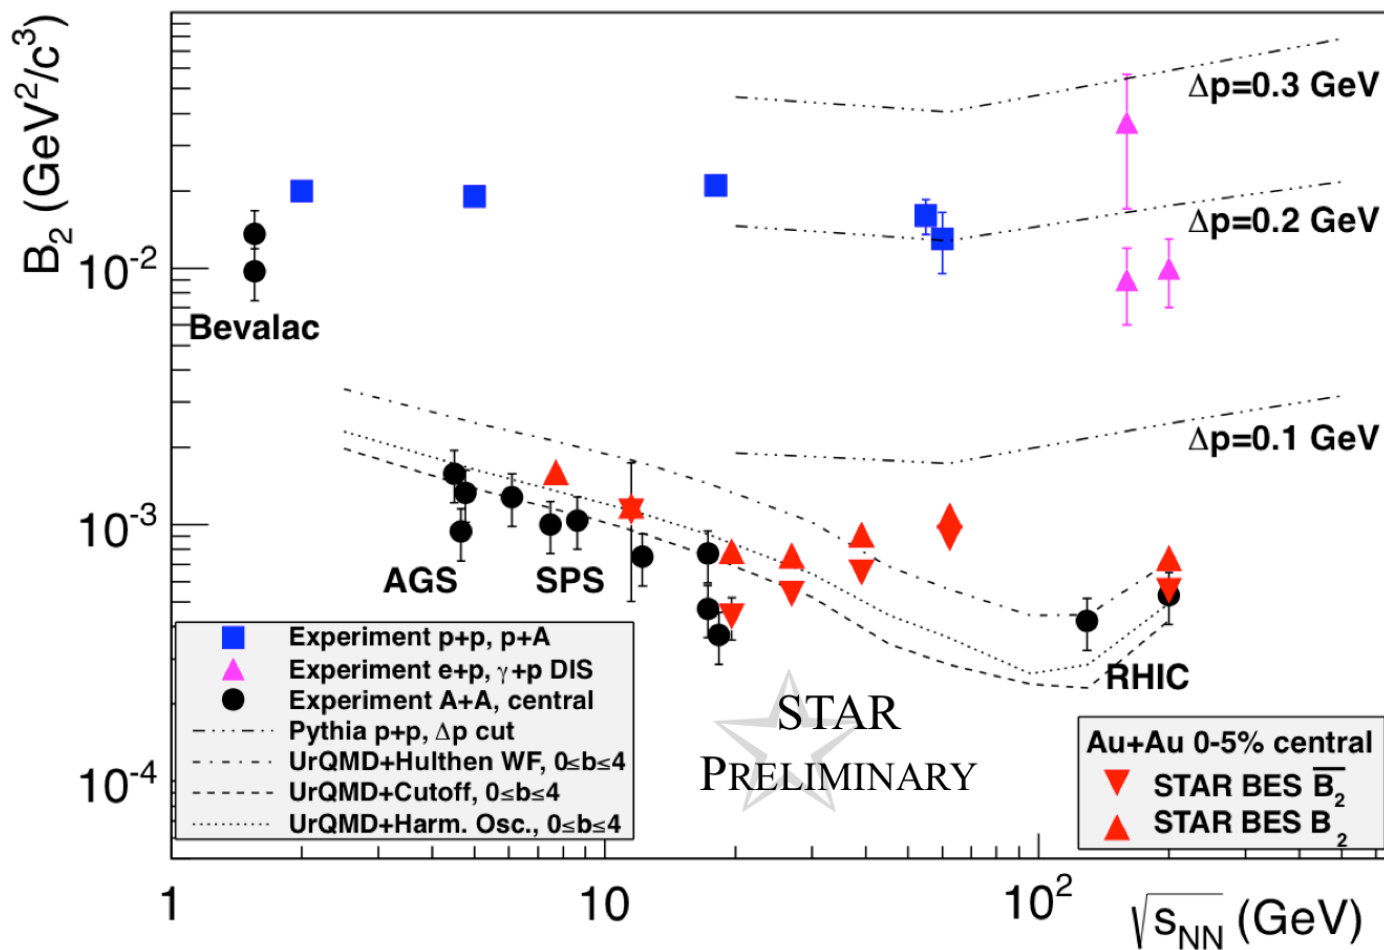 B₂ (GeV²/c³)
10⁻²
10⁻³
10⁻⁴
Δp=0.3 GeV
Δp=0.2 GeV
Δp=0.1 GeV
Bevalac
AGS
SPS
RHIC
Experiment p+p, p+A
Experiment e+p, γ+p DIS
Experiment A+A, central
Pythia p+p, Δp cut
UrQMD+Hulthen WF, 0≤b≤4
UrQMD+Cutoff, 0≤b≤4
UrQMD+Harm. Osc., 0≤b≤4
STAR
PRELIMINARY
Au+Au 0-5% central
STAR BES B̅₂
STAR BES B₂
1
10
10²
√sNN (GeV)